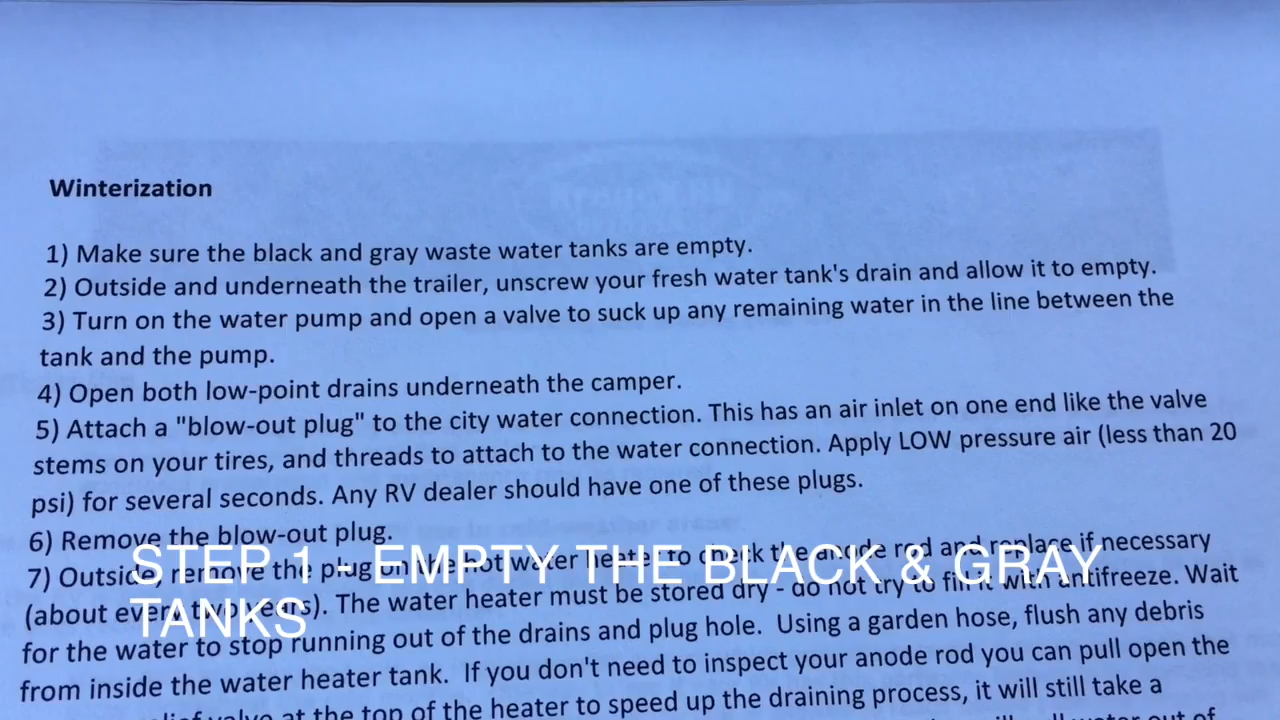 Winterization
1) Make sure the black and gray waste water tanks are empty.
2) Outside and underneath the trailer, unscrew your fresh water tank's drain and allow it to empty.
3) Turn on the water pump and open a valve to suck up any remaining water in the line between the
tank and the pump.
4) Open both low-point drains underneath the camper.
5) Attach a "blow-out plug" to the city water connection. This has an air inlet on one end like the valve
stems on your tires, and threads to attach to the water connection. Apply LOW pressure air (less than 20
psi) for several seconds. Any RV dealer should have one of these plugs.
6) Remove the blow-out plug.
7) Outside, remove the plug on the hot water heater to check the anode rod and replace if necessary
(about every two years). The water heater must be stored dry - do not try to fill it with antifreeze. Wait
for the water to stop running out of the drains and plug hole. Using a garden hose, flush any debris
from inside the water heater tank. If you don't need to inspect your anode rod you can pull open the
valve at the top of the heater to speed up the draining process, it will still take a
water out of
STEP 1 - EMPTY THE BLACK & GRAY
TANKS